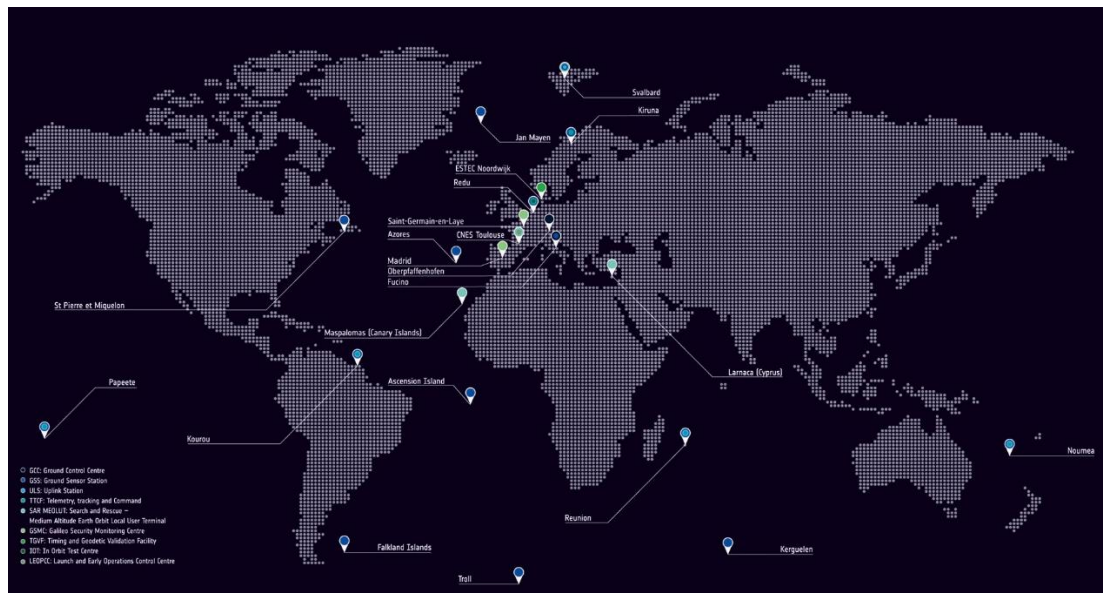 Svalbard
Kiruna
Jan Mayen
ESTEC Noordwijk
Redu
Saint-Germain-en-Laye
Azores
CNES Toulouse
Madrid
Oberpfaffenhofen
Fucino
St Pierre et Miquelon
Maspalomas (Canary Islands)
Larnaca (Cyprus)
Papeete
Ascension Island
Kourou
Noumea
Reunion
Falkland Islands
Kerguelen
Troll
GCC: Ground Control Centre
GSS: Ground Sensor Station
ULS: Uplink Station
TTCF: Telemetry, tracking and Command
SAR MEOLUT: Search and Rescue –
Medium Altitude Earth Orbit Local User Terminal
GSMC: Galileo Security Monitoring Centre
TGVF: Timing and Geodetic Validation Facility
IOT: In Orbit Test Centre
LEOPCC: Launch and Early Operations Control Centre